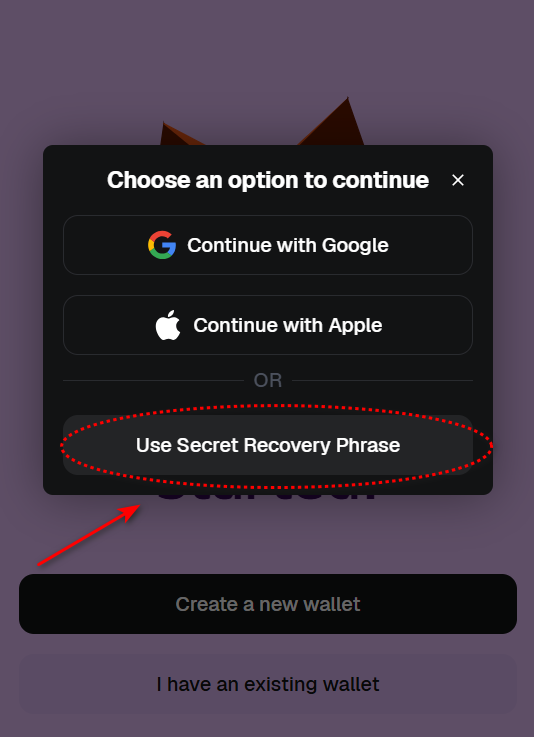 Choose an option to continue
Continue with Google
Continue with Apple
OR
Use Secret Recovery Phrase
Create a new wallet
I have an existing wallet